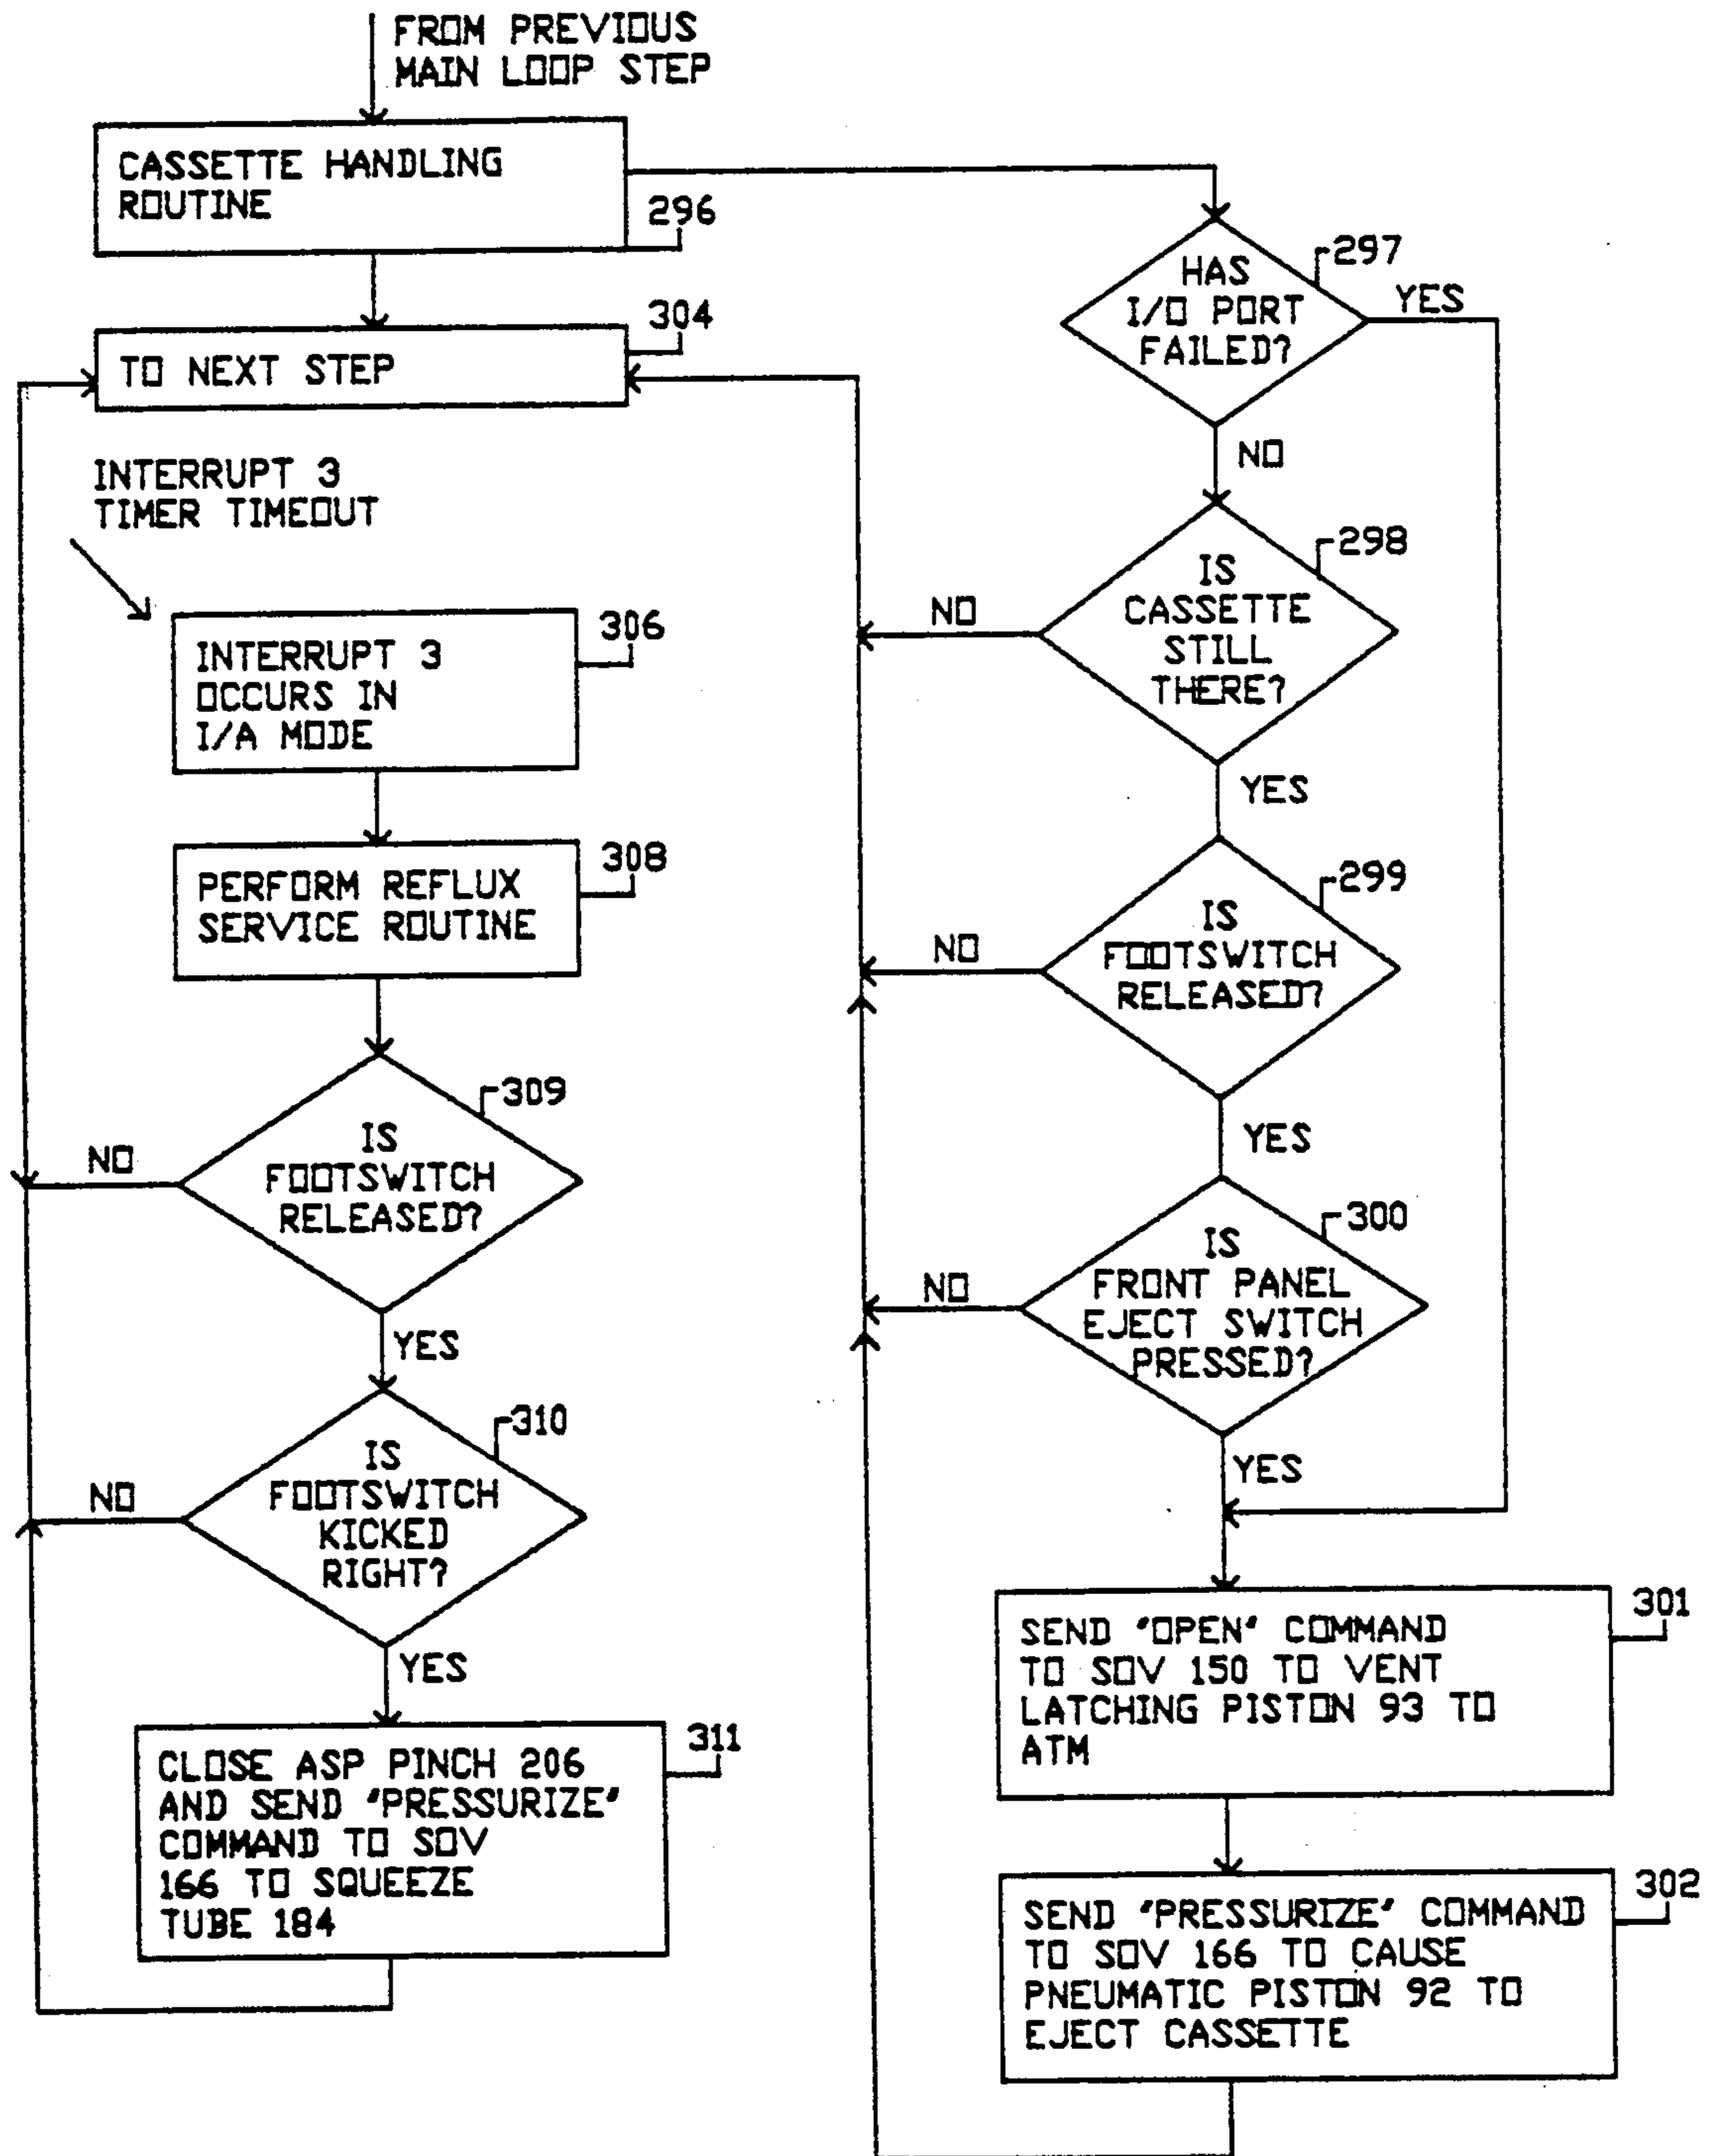 FROM PREVIOUS
MAIN LOOP STEP
CASSETTE HANDLING
ROUTINE
296
304
TO NEXT STEP
INTERRUPT 3
TIMER TIMEOUT
306
INTERRUPT 3
OCCURS IN
I/A MODE
308
PERFORM REFLUX
SERVICE ROUTINE
309
IS
FOOTSWITCH
RELEASED?
NO
YES
310
IS
FOOTSWITCH
KICKED
RIGHT?
NO
YES
311
CLOSE ASP PINCH 206
AND SEND "PRESSURIZE"
COMMAND TO SOV
166 TO SQUEEZE
TUBE 184
297
HAS
I/O PORT
FAILED?
YES
NO
298
IS
CASSETTE
STILL
THERE?
NO
YES
299
IS
FOOTSWITCH
RELEASED?
NO
YES
300
IS
FRONT PANEL
EJECT SWITCH
PRESSED?
NO
YES
301
SEND "OPEN" COMMAND
TO SOV 150 TO VENT
LATCHING PISTON 93 TO
ATM
302
SEND "PRESSURIZE" COMMAND
TO SOV 166 TO CAUSE
PNEUMATIC PISTON 92 TO
EJECT CASSETTE